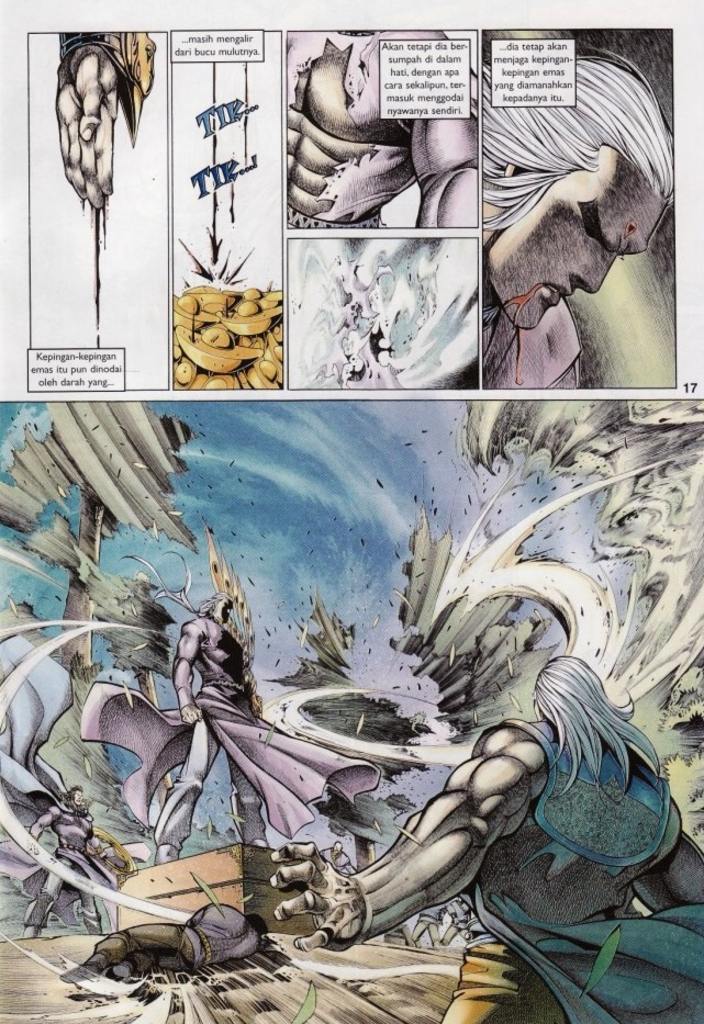 Kepingan-kepingan
emas itu pun dinodai
oleh darah yang...
...masih mengalir
dari bucu mulutnya.
TIK...
TIK...!
Akan tetapi dia ber-
sumpah di dalam
hati, dengan apa
cara sekalipun, ter-
masuk menggodai
nyawanya sendiri.
...dia tetap akan
menjaga kepingan-
kepingan emas
yang diamanahkan
kepadanya itu.
17